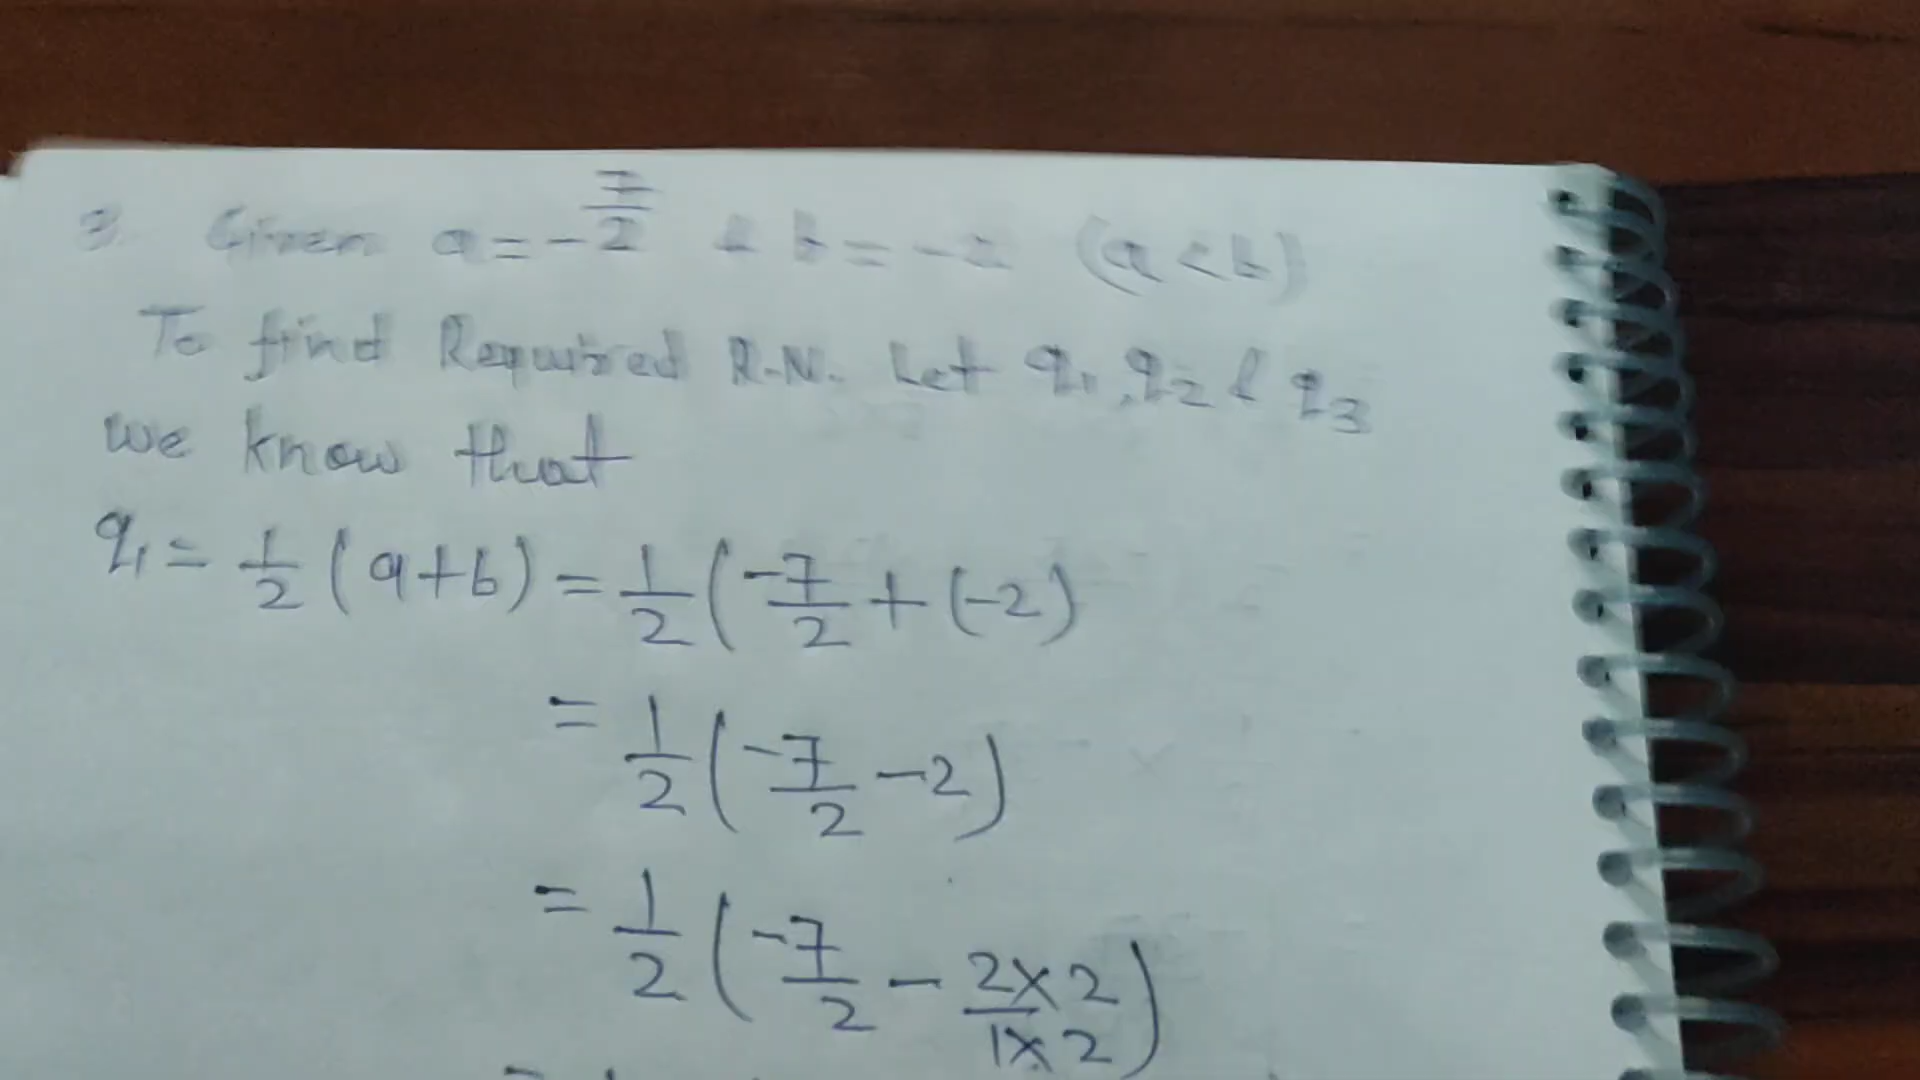 3. Given a = -7/2 & b = -2 (a < b)
To find Required R.N. Let q1, q2 & q3
we know that
q1 = 1/2 (a+b) = 1/2 (-7/2 + (-2)
= 1/2 (-7/2 - 2)
= 1/2 (-7/2 - 2×2/1×2)